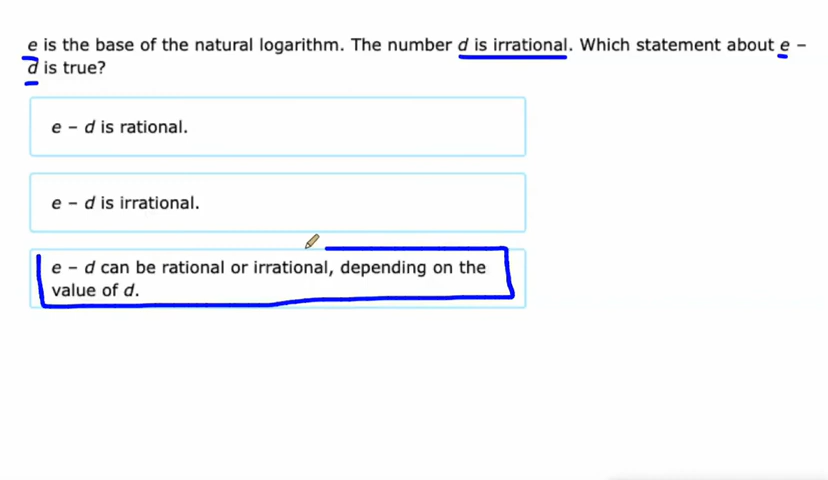 e is the base of the natural logarithm. The number d is irrational. Which statement about e –
d is true?
e – d is rational.
e – d is irrational.
e – d can be rational or irrational, depending on the
value of d.